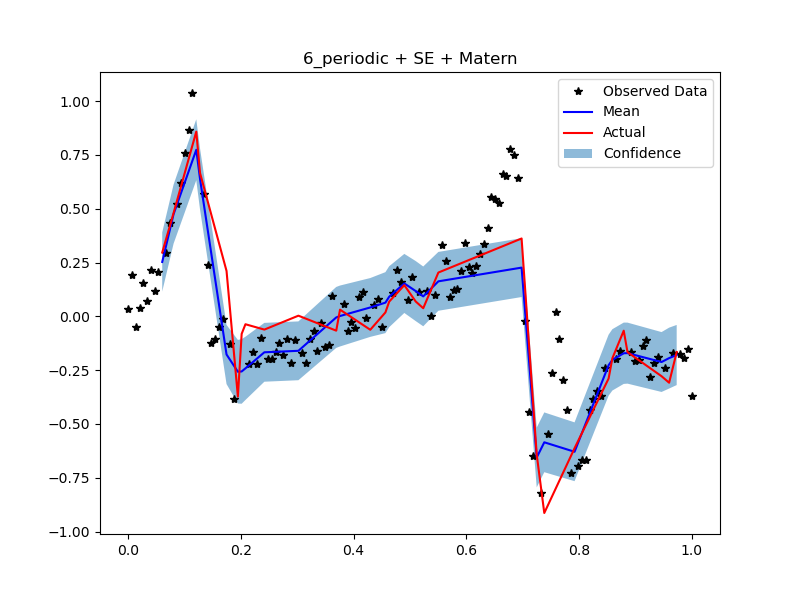 6_periodic + SE + Matern
1.00
0.75
0.50
0.25
0.00
−0.25
−0.50
−0.75
−1.00
0.0 0.2 0.4 0.6 0.8 1.0
Observed Data
Mean
Actual
Confidence